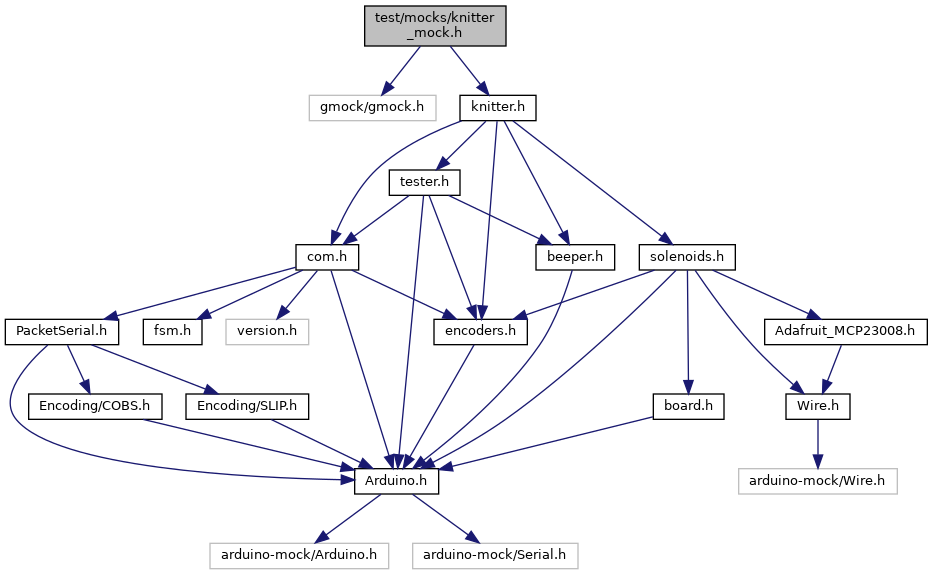 test/mocks/knitter
_mock.h
gmock/gmock.h
knitter.h
tester.h
com.h
beeper.h
solenoids.h
PacketSerial.h
fsm.h
version.h
encoders.h
Adafruit_MCP23008.h
Encoding/COBS.h
Encoding/SLIP.h
board.h
Wire.h
Arduino.h
arduino-mock/Wire.h
arduino-mock/Arduino.h
arduino-mock/Serial.h